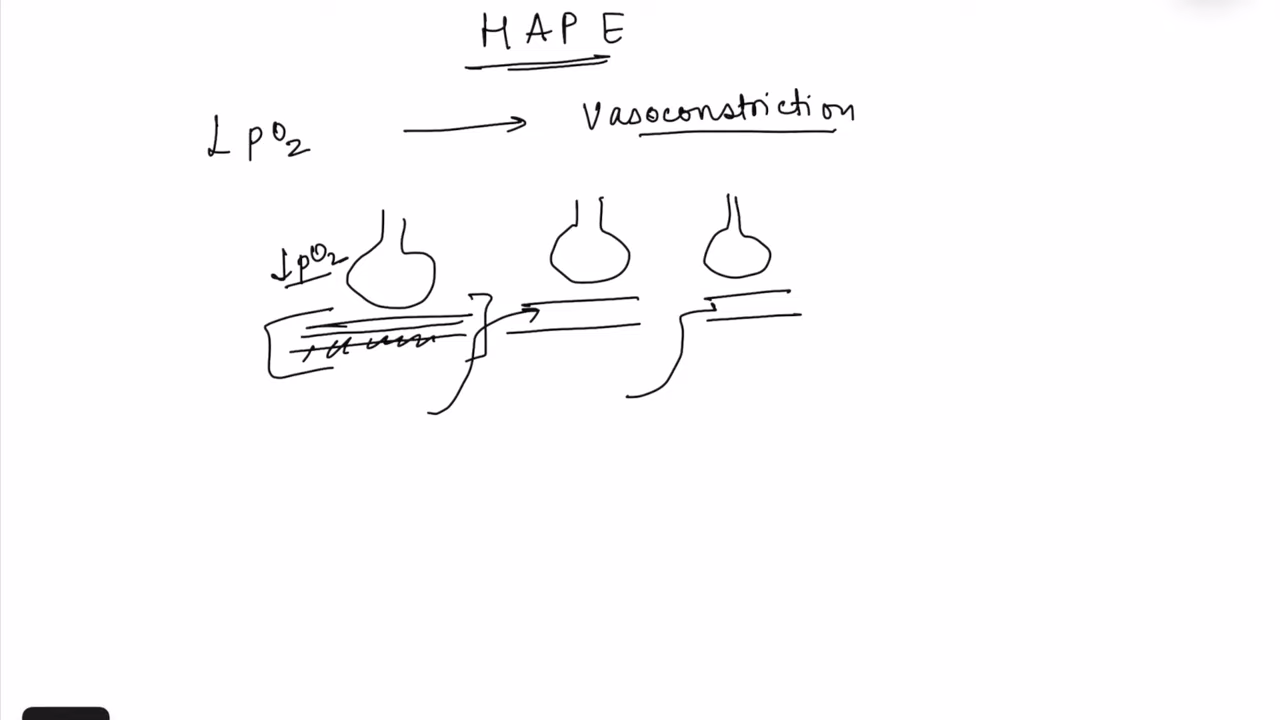 HAPE
↓ pO2 → Vasoconstriction
↓pO2